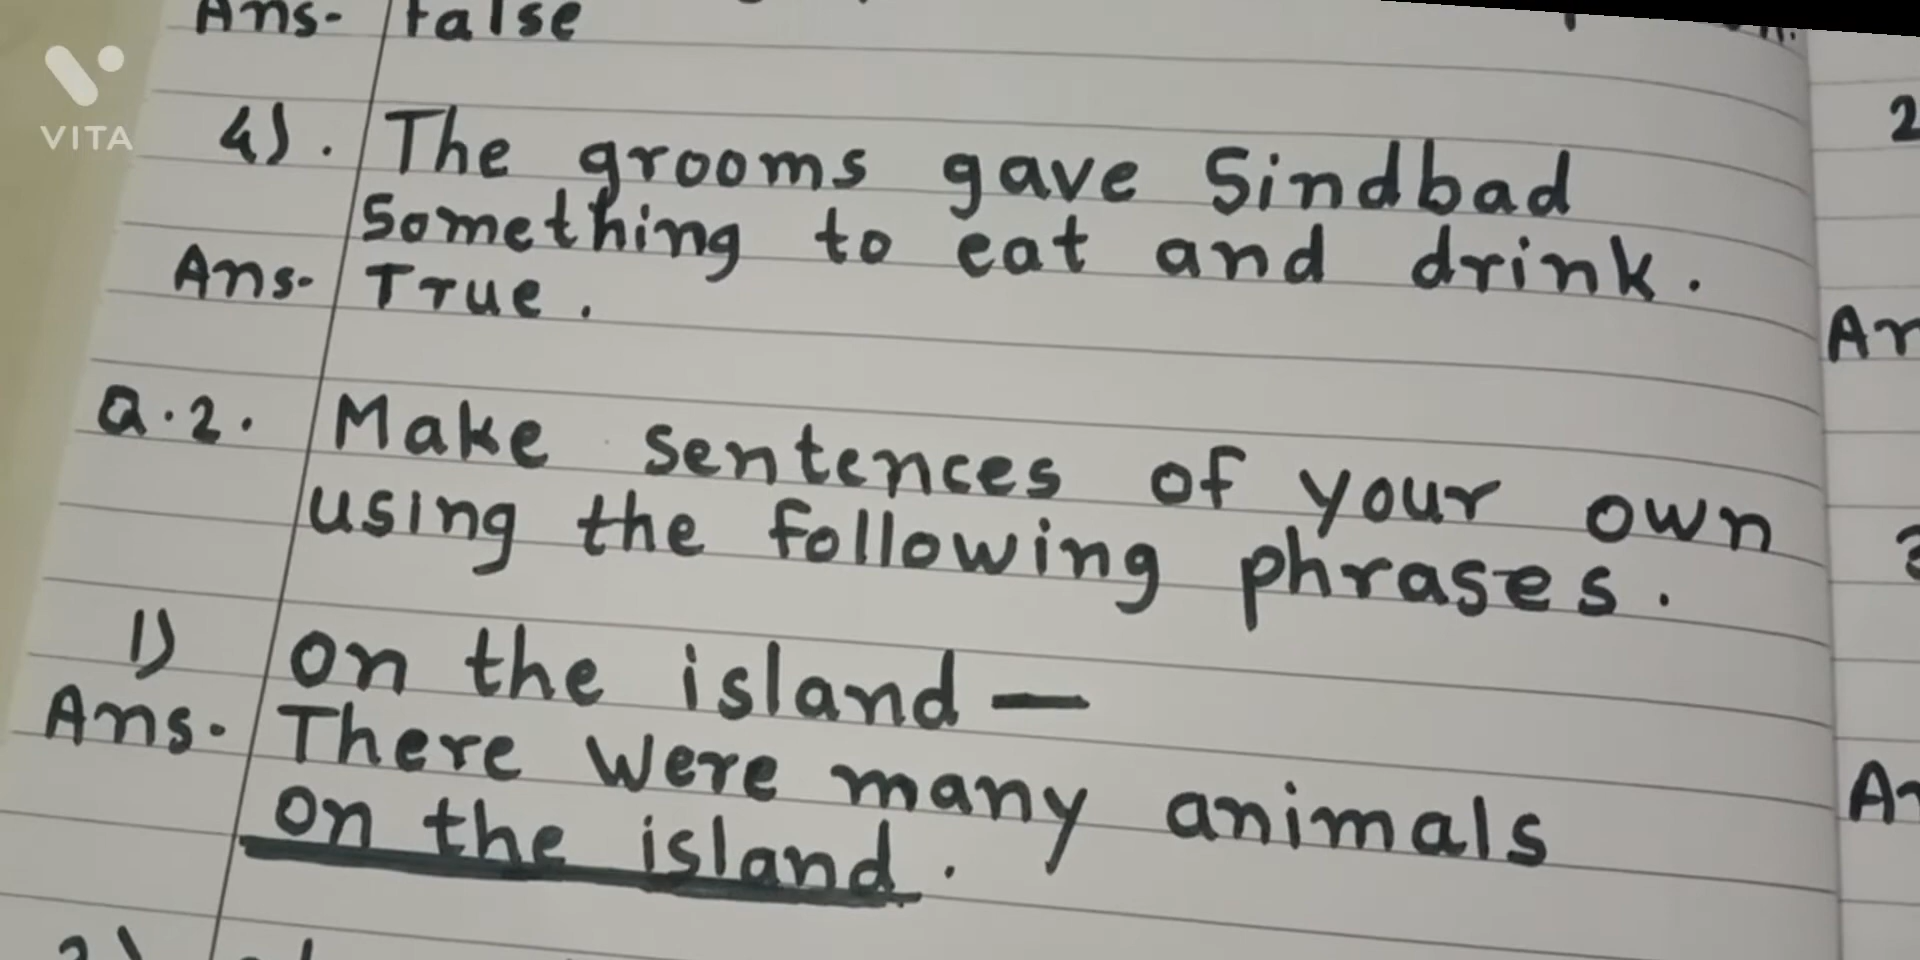 Ans- false
VITA
4). The grooms gave Sindbad
Something to eat and drink.
Ans- True.
Q.2. Make sentences of your own
using the following phrases.
1) on the island —
Ans. There were many animals
on the island.